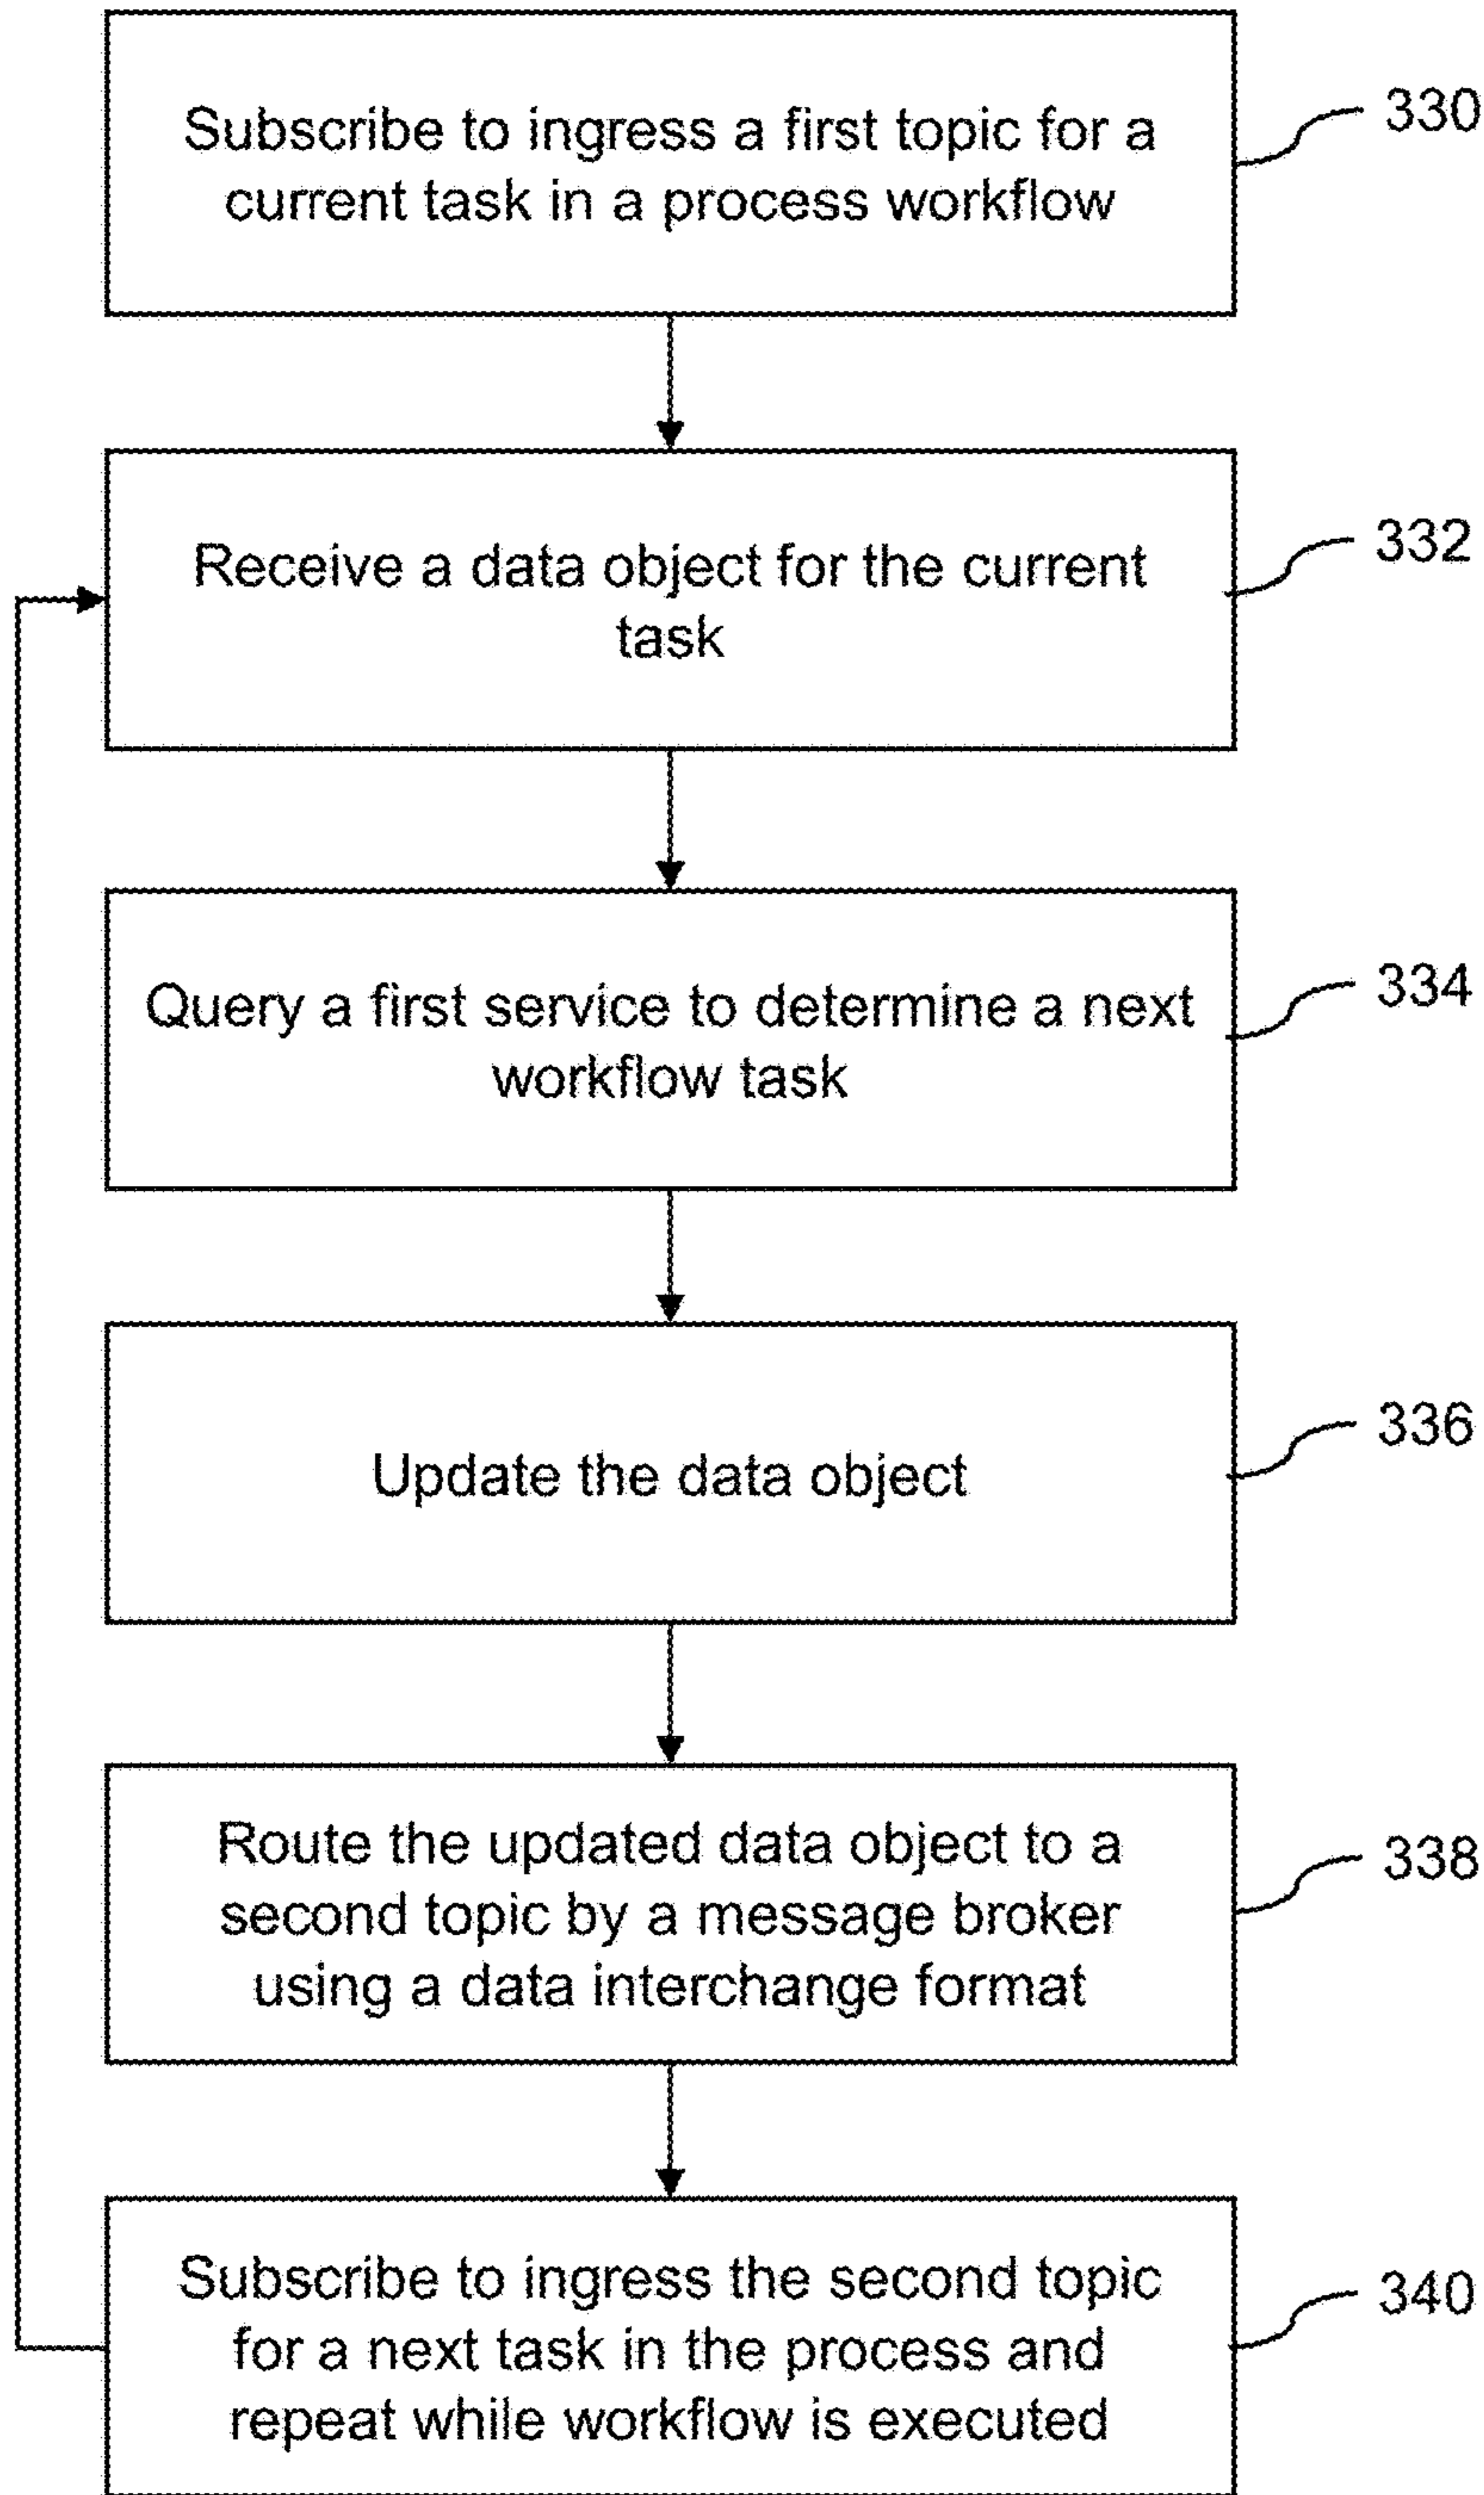 Subscribe to ingress a first topic for a
current task in a process workflow
330
Receive a data object for the current
task
332
Query a first service to determine a next
workflow task
334
Update the data object
336
Route the updated data object to a
second topic by a message broker
using a data interchange format
338
Subscribe to ingress the second topic
for a next task in the process and
repeat while workflow is executed
340